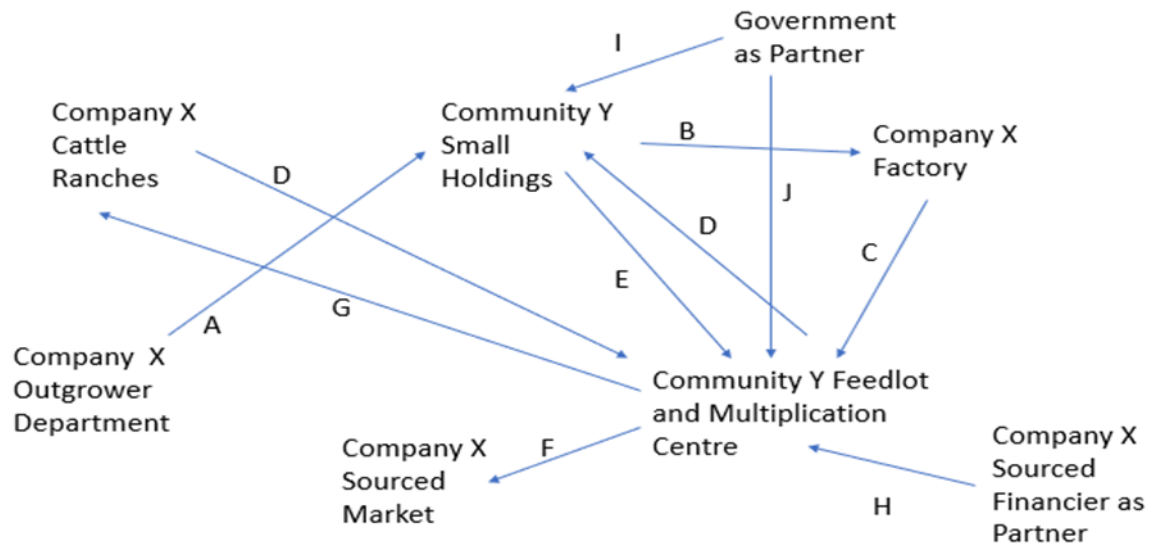 Government
as Partner
I
Company X
Cattle
Ranches
Community Y
Small
Holdings
B
Company X
Factory
D
J
D
C
E
G
A
Company X
Outgrower
Department
Community Y Feedlot
and Multiplication
Centre
Company X
Sourced
Market
F
Company X
Sourced
Financier as
Partner
H